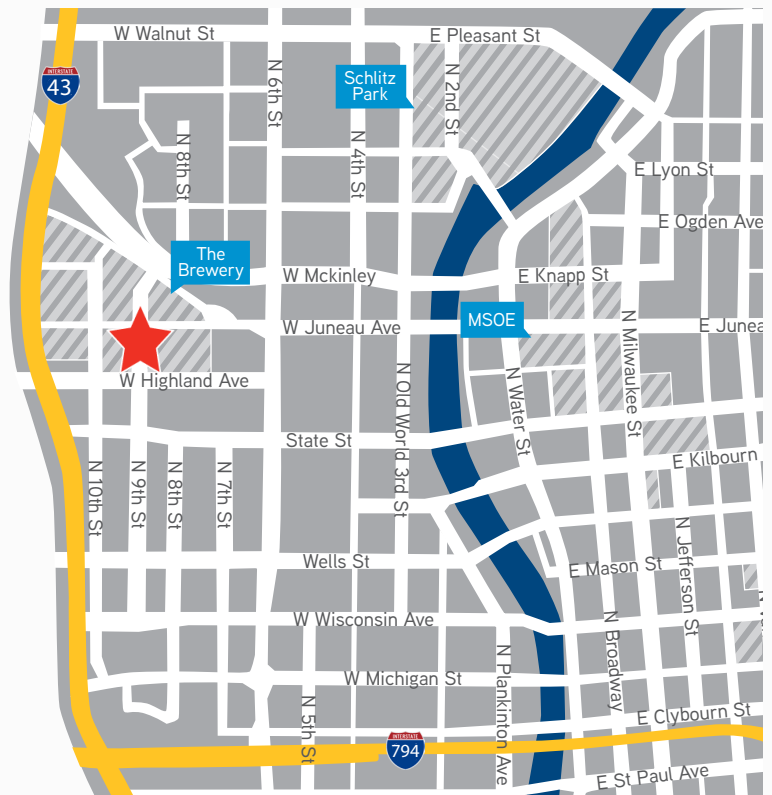 W Walnut St
E Pleasant St
INTERSTATE
43
Schlitz
Park
N 6th St
N 2nd St
N 4th St
N 8th St
E Lyon St
E Ogden Ave
The
Brewery
W Mckinley
E Knapp St
W Juneau Ave
MSOE
E Junea
N Milwaukee St
W Highland Ave
N Old World 3rd St
N Water St
State St
E Kilbourn
N 10th St
N 9th St
N 8th St
N 7th St
Wells St
E Mason St
N Jefferson St
W Wisconsin Ave
N Broadway
W Michigan St
N Plankinton Ave
N 5th St
E Clybourn St
INTERSTATE
794
E St Paul Ave